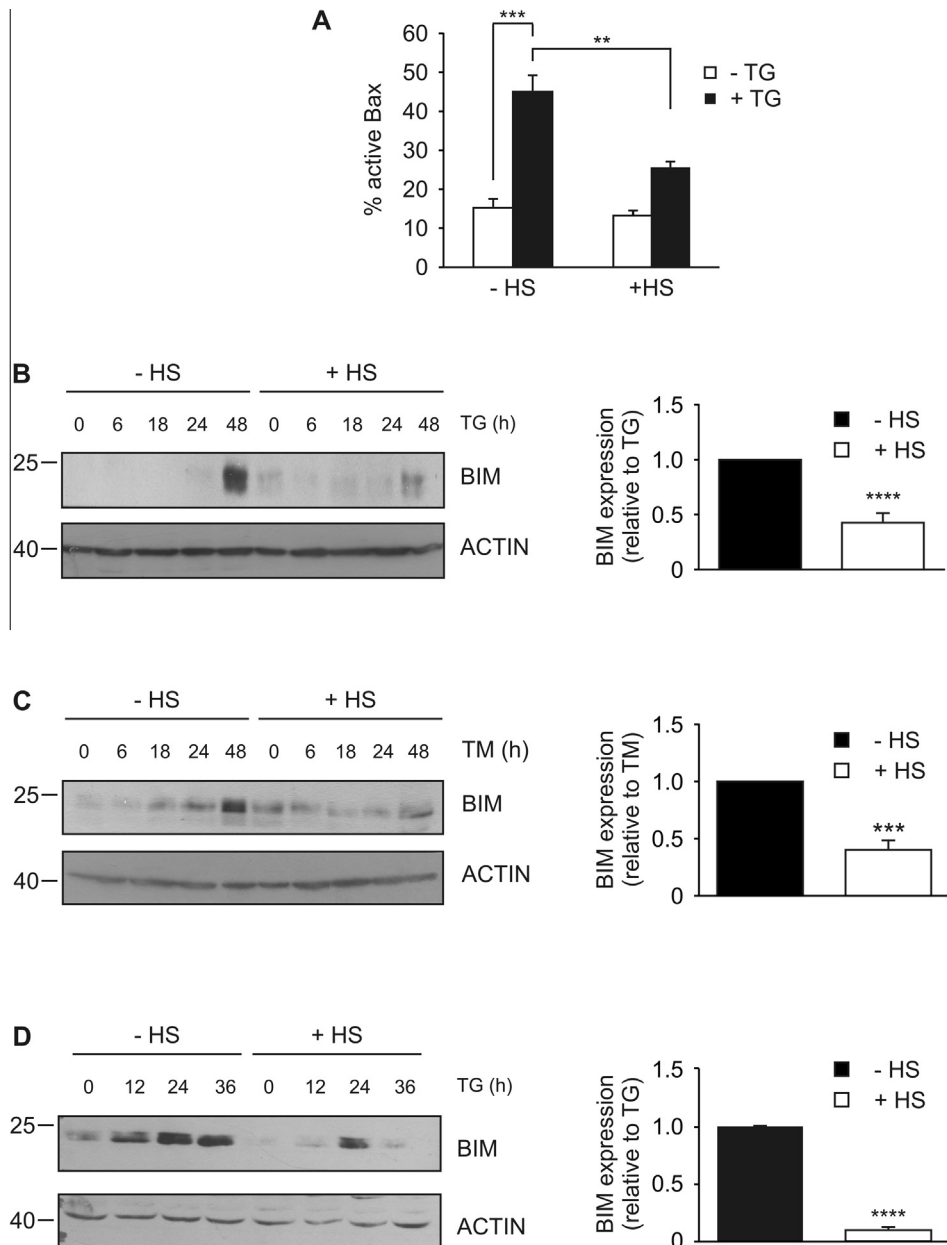 A
*** 
**
60
50
40
30
20
10
0
% active Bax
- TG
+ TG
- HS +HS
B
- HS + HS
0 6 18 24 48 0 6 18 24 48 TG (h)
25
BIM
40
ACTIN
1.5
1.0
0.5
0
BIM expression
(relative to TG)
- HS
+ HS
****
C
- HS + HS
0 6 18 24 48 0 6 18 24 48 TM (h)
25
BIM
40
ACTIN
1.5
1.0
0.5
0
BIM expression
(relative to TM)
- HS
+ HS
***
D
- HS + HS
0 12 24 36 0 12 24 36 TG (h)
25
BIM
40
ACTIN
1.5
1.0
0.5
0
BIM expression
(relative to TG)
- HS
+ HS
****